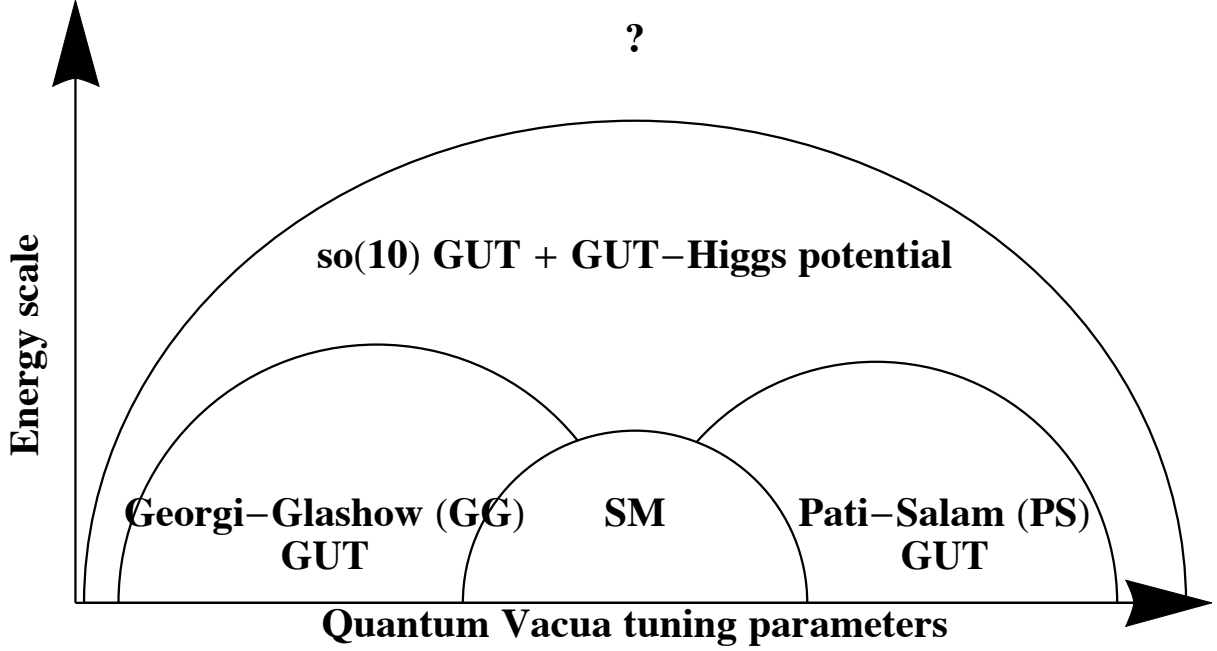 ?
so(10) GUT + GUT−Higgs potential
Energy scale
Georgi−Glashow (GG)
GUT
SM
Pati−Salam (PS)
GUT
Quantum Vacua tuning parameters